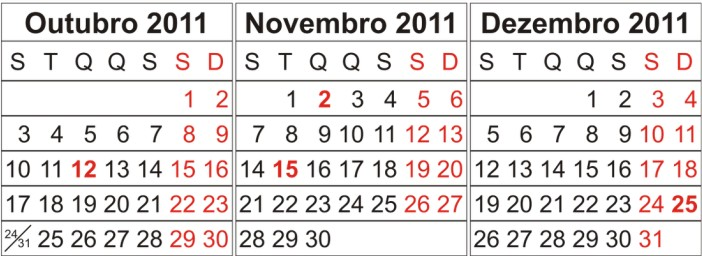 Outubro 2011
S T Q Q S S D
1 2
3 4 5 6 7 8 9
10 11 12 13 14 15 16
17 18 19 20 21 22 23
24/31 25 26 27 28 29 30
Novembro 2011
S T Q Q S S D
1 2 3 4 5 6
7 8 9 10 11 12 13
14 15 16 17 18 19 20
21 22 23 24 25 26 27
28 29 30
Dezembro 2011
S T Q Q S S D
1 2 3 4
5 6 7 8 9 10 11
12 13 14 15 16 17 18
19 20 21 22 23 24 25
26 27 28 29 30 31